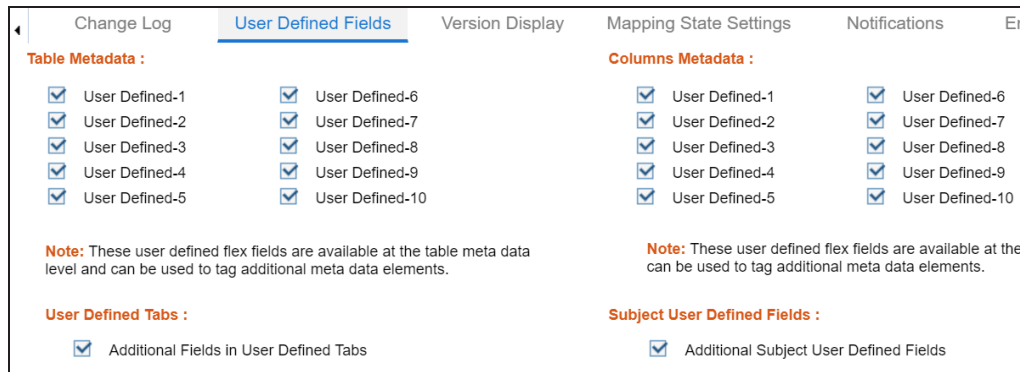 Change Log User Defined Fields Version Display Mapping State Settings Notifications
Table Metadata : Columns Metadata :
User Defined-1 User Defined-6 User Defined-1 User Defined-6
User Defined-2 User Defined-7 User Defined-2 User Defined-7
User Defined-3 User Defined-8 User Defined-3 User Defined-8
User Defined-4 User Defined-9 User Defined-4 User Defined-9
User Defined-5 User Defined-10 User Defined-5 User Defined-10
Note: These user defined flex fields are available at the table meta data
level and can be used to tag additional meta data elements.
Note: These user defined flex fields are available at the
can be used to tag additional meta data elements.
User Defined Tabs : Subject User Defined Fields :
Additional Fields in User Defined Tabs Additional Subject User Defined Fields